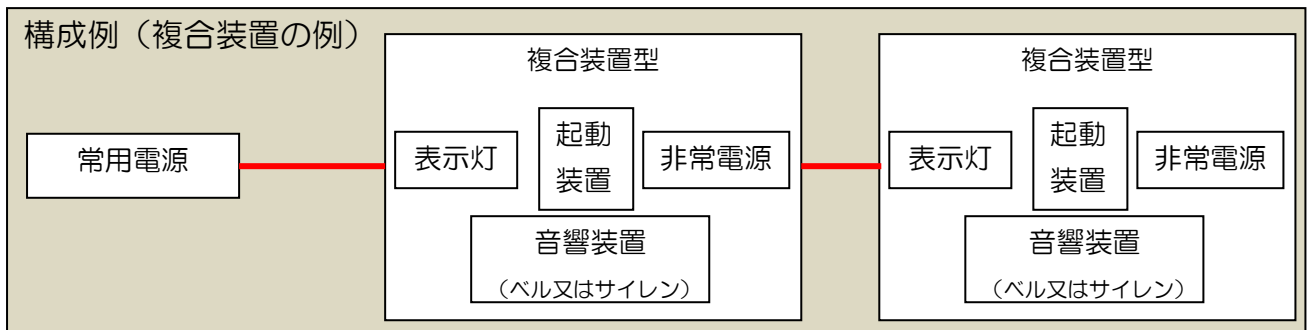 構成例（複合装置の例）
常用電源
複合装置型
表示灯
起動
装置
非常電源
音響装置
（ベル又はサイレン）
複合装置型
表示灯
起動
装置
非常電源
音響装置
（ベル又はサイレン）